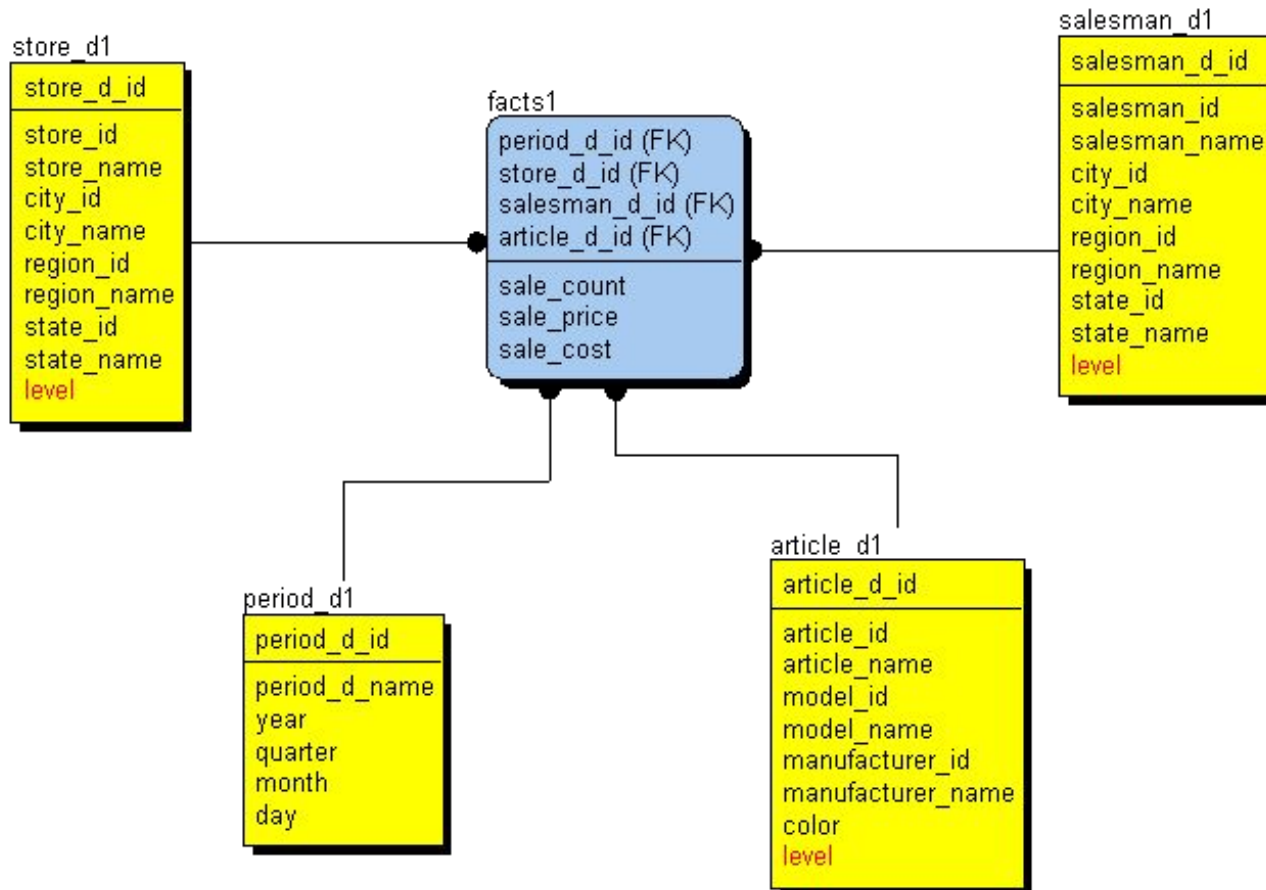 store_d1
store_d_id
store_id
store_name
city_id
city_name
region_id
region_name
state_id
state_name
level
facts1
period_d_id (FK)
store_d_id (FK)
salesman_d_id (FK)
article_d_id (FK)
sale_count
sale_price
sale_cost
salesman_d1
salesman_d_id
salesman_id
salesman_name
city_id
city_name
region_id
region_name
state_id
state_name
level
period_d1
period_d_id
period_d_name
year
quarter
month
day
article_d1
article_d_id
article_id
article_name
model_id
model_name
manufacturer_id
manufacturer_name
color
level